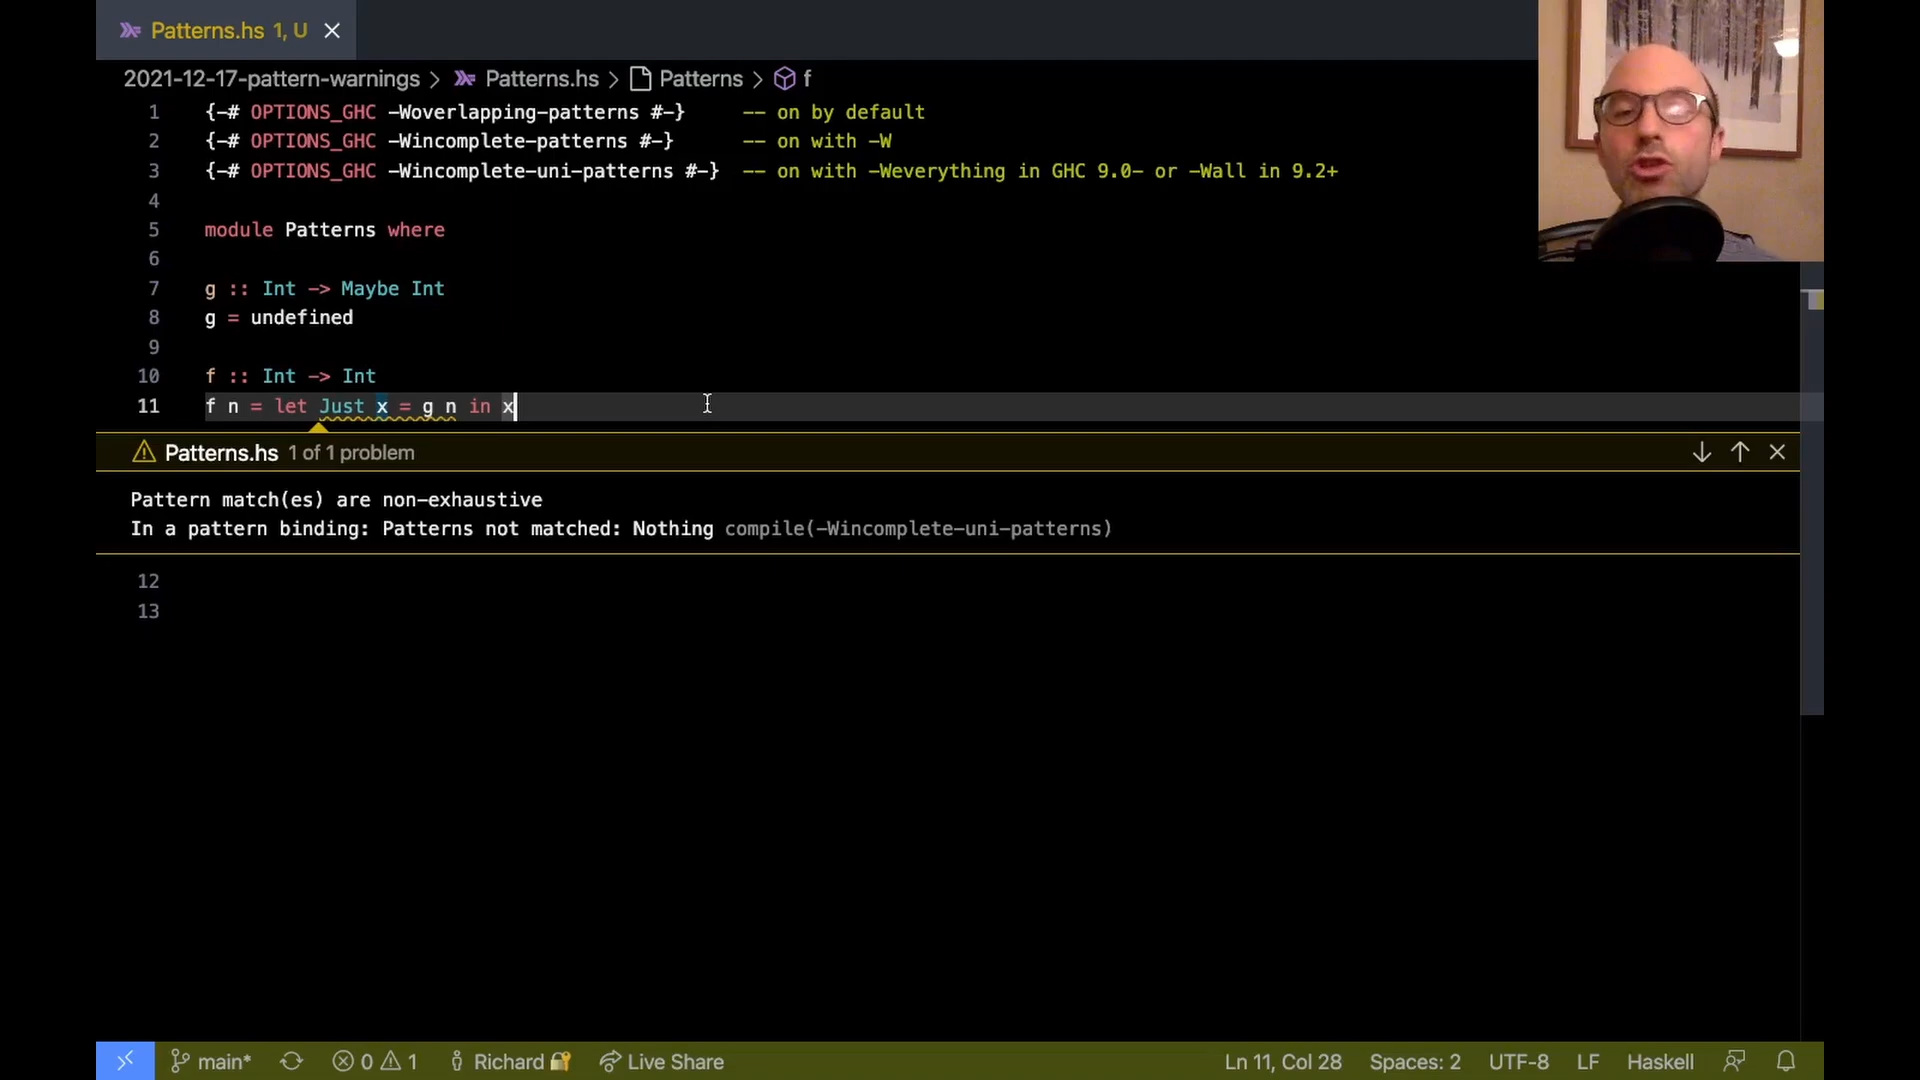 Patterns.hs 1, U
2021-12-17-pattern-warnings > Patterns.hs > Patterns > f
1 {-# OPTIONS_GHC -Woverlapping-patterns #-} -- on by default
2 {-# OPTIONS_GHC -Wincomplete-patterns #-} -- on with -W
3 {-# OPTIONS_GHC -Wincomplete-uni-patterns #-} -- on with -Weverything in GHC 9.0- or -Wall in 9.2+
4
5 module Patterns where
6
7 g :: Int -> Maybe Int
8 g = undefined
9
10 f :: Int -> Int
11 f n = let Just x = g n in x
Patterns.hs 1 of 1 problem
Pattern match(es) are non-exhaustive
In a pattern binding: Patterns not matched: Nothing compile(-Wincomplete-uni-patterns)
12
13
main* 0 1 Richard Live Share Ln 11, Col 28 Spaces: 2 UTF-8 LF Haskell